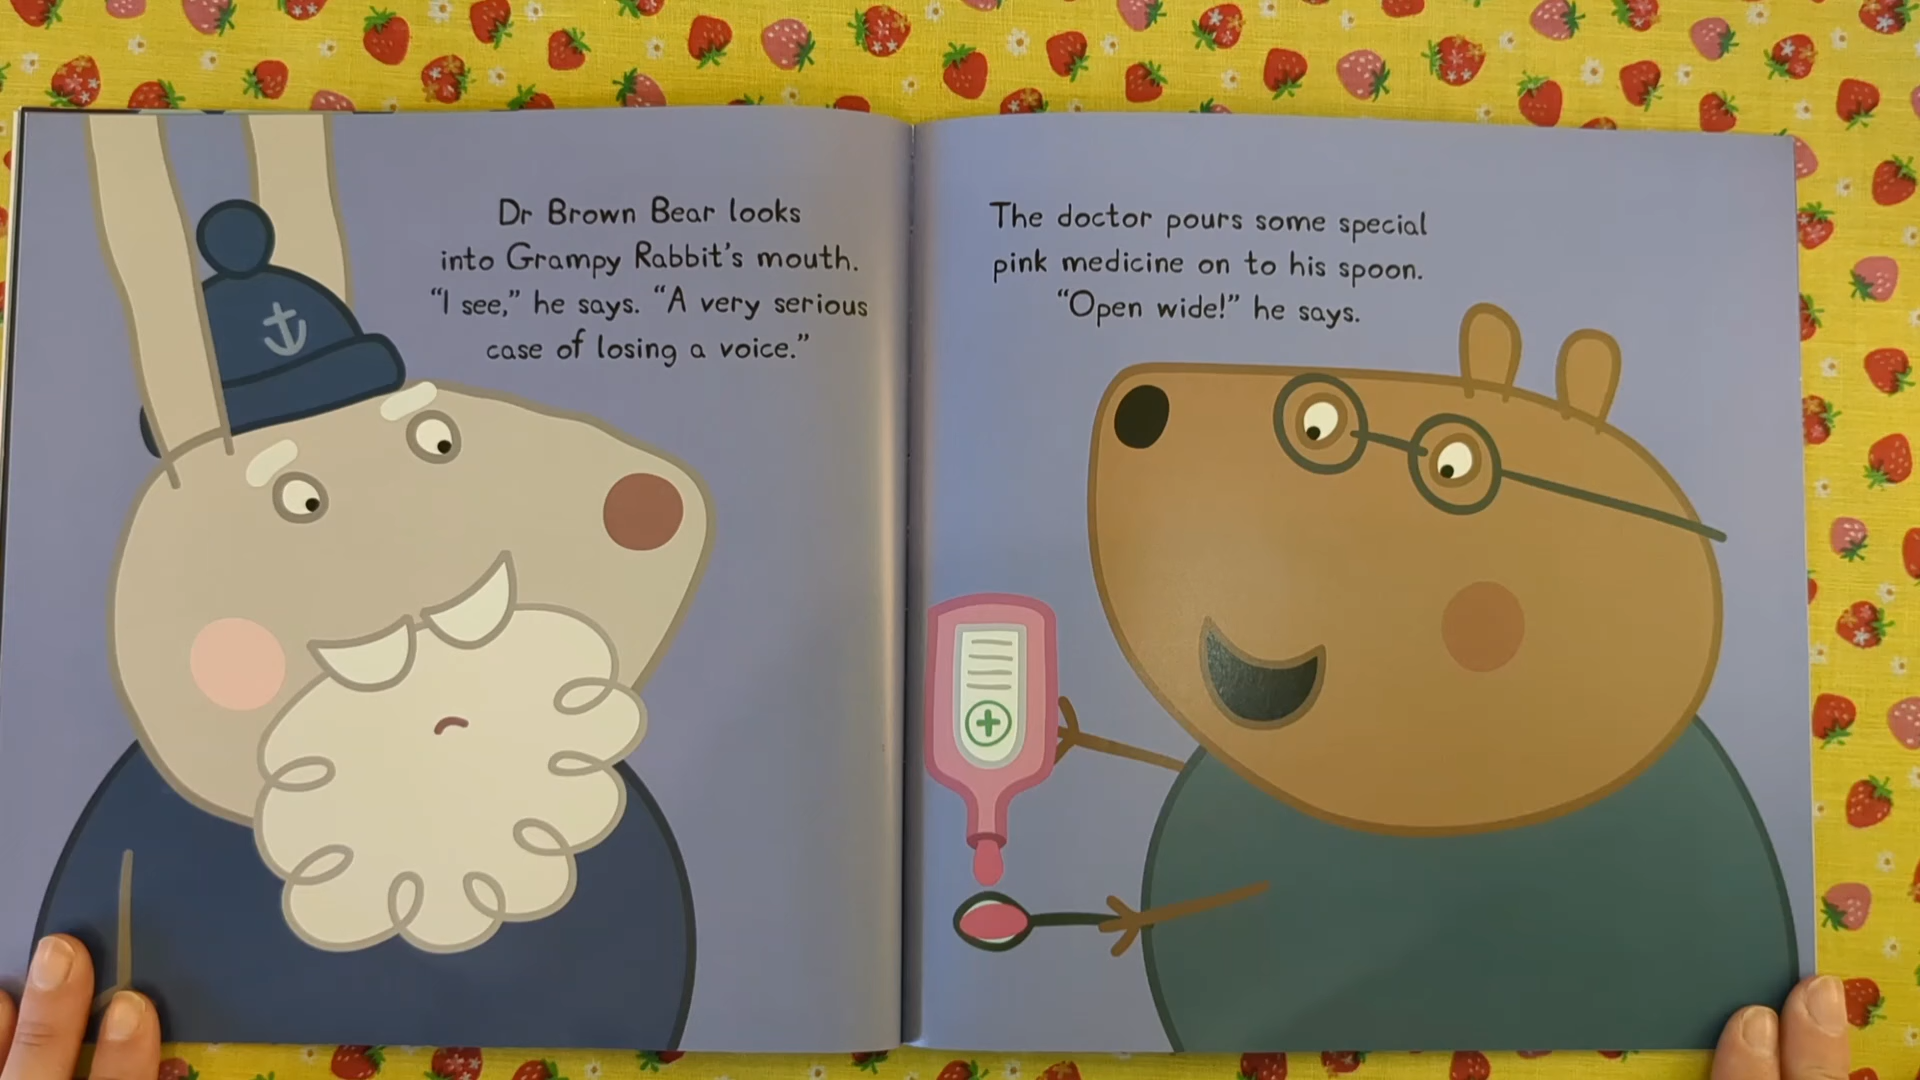 Dr Brown Bear looks
into Grampy Rabbit's mouth.
“I see,” he says. “A very serious
case of losing a voice.”
The doctor pours some special
pink medicine on to his spoon.
“Open wide!” he says.